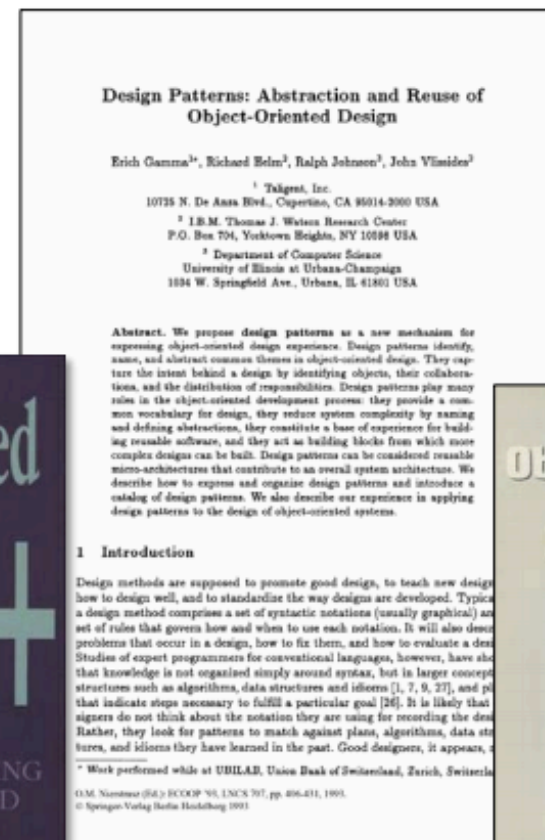 Design Patterns: Abstraction and Reuse of
Object-Oriented Design
Erich Gamma1*, Richard Helm2, Ralph Johnson3, John Vlissides2
1 Taligent, Inc.
10725 N. De Anza Blvd., Cupertino, CA 95014-2000 USA
2 I.B.M. Thomas J. Watson Research Center
P.O. Box 704, Yorktown Heights, NY 10598 USA
3 Department of Computer Science
University of Illinois at Urbana-Champaign
1034 W. Springfield Ave., Urbana, IL 61801 USA
Abstract. We propose design patterns as a new mechanism for
expressing object-oriented design experience. Design patterns identify,
name, and abstract common themes in object-oriented design. They cap-
ture the intent behind a design by identifying objects, their collabora-
tions, and the distribution of responsibilities. Design patterns play many
roles in the object-oriented development process: they provide a com-
mon vocabulary for design, they reduce system complexity by naming
and defining abstractions, they constitute a base of experience for build-
ing reusable software, and they act as building blocks from which more
complex designs can be built. Design patterns can be considered reusable
micro-architectures that contribute to an overall system architecture. We
describe how to express and organize design patterns and introduce a
catalog of design patterns. We also describe our experience in applying
design patterns to the design of object-oriented systems.
1 Introduction
Design methods are supposed to promote good design, to teach new design
how to design well, and to standardize the way designs are developed. Typica
a design method comprises a set of syntactic notations (usually graphical) an
set of rules that govern how and when to use each notation. It will also descr
problems that occur in a design, how to fix them, and how to evaluate a desi
Studies of expert programmers for conventional languages, however, have sho
that knowledge is not organized simply around syntax, but in larger concept
structures such as algorithms, data structures and idioms [1, 7, 9, 27], and pl
that indicate steps necessary to fulfill a particular goal [26]. It is likely that
signers do not think about the notation they are using for recording the desi
Rather, they look for patterns to match against plans, algorithms, data str
tures, and idioms they have learned in the past. Good designers, it appears, r
* Work performed while at UBILAB, Union Bank of Switzerland, Zurich, Switzerla
O.M. Nierstrasz (Ed.): ECOOP '93, LNCS 707, pp. 406-431, 1993.
© Springer-Verlag Berlin Heidelberg 1993
ed
+
NG
D
OB